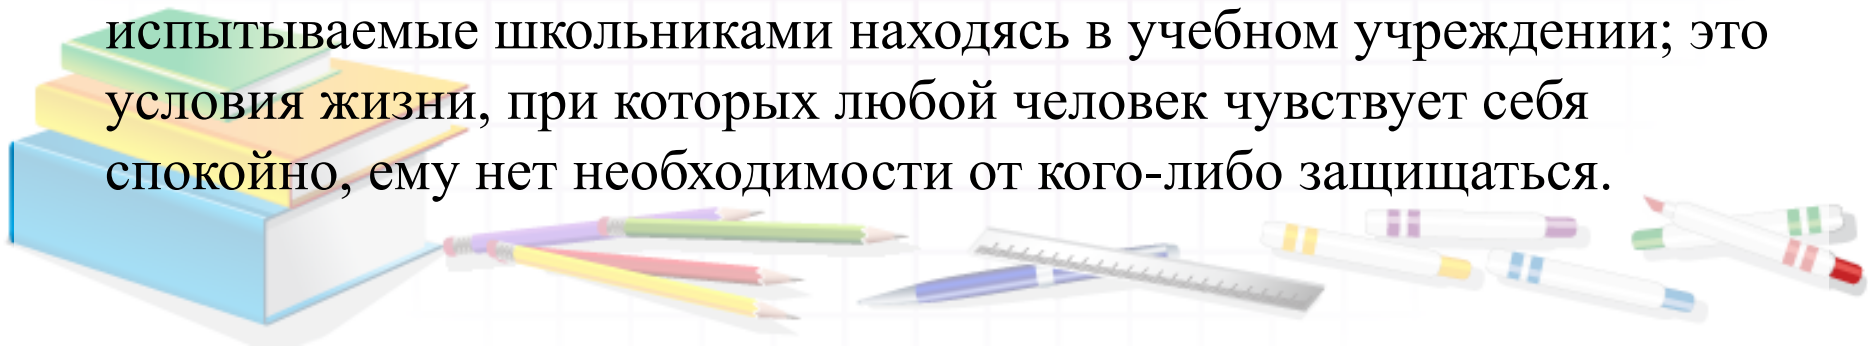 испытываемые школьниками находясь в учебном учреждении; это
условия жизни, при которых любой человек чувствует себя
спокойно, ему нет необходимости от кого-либо защищаться.